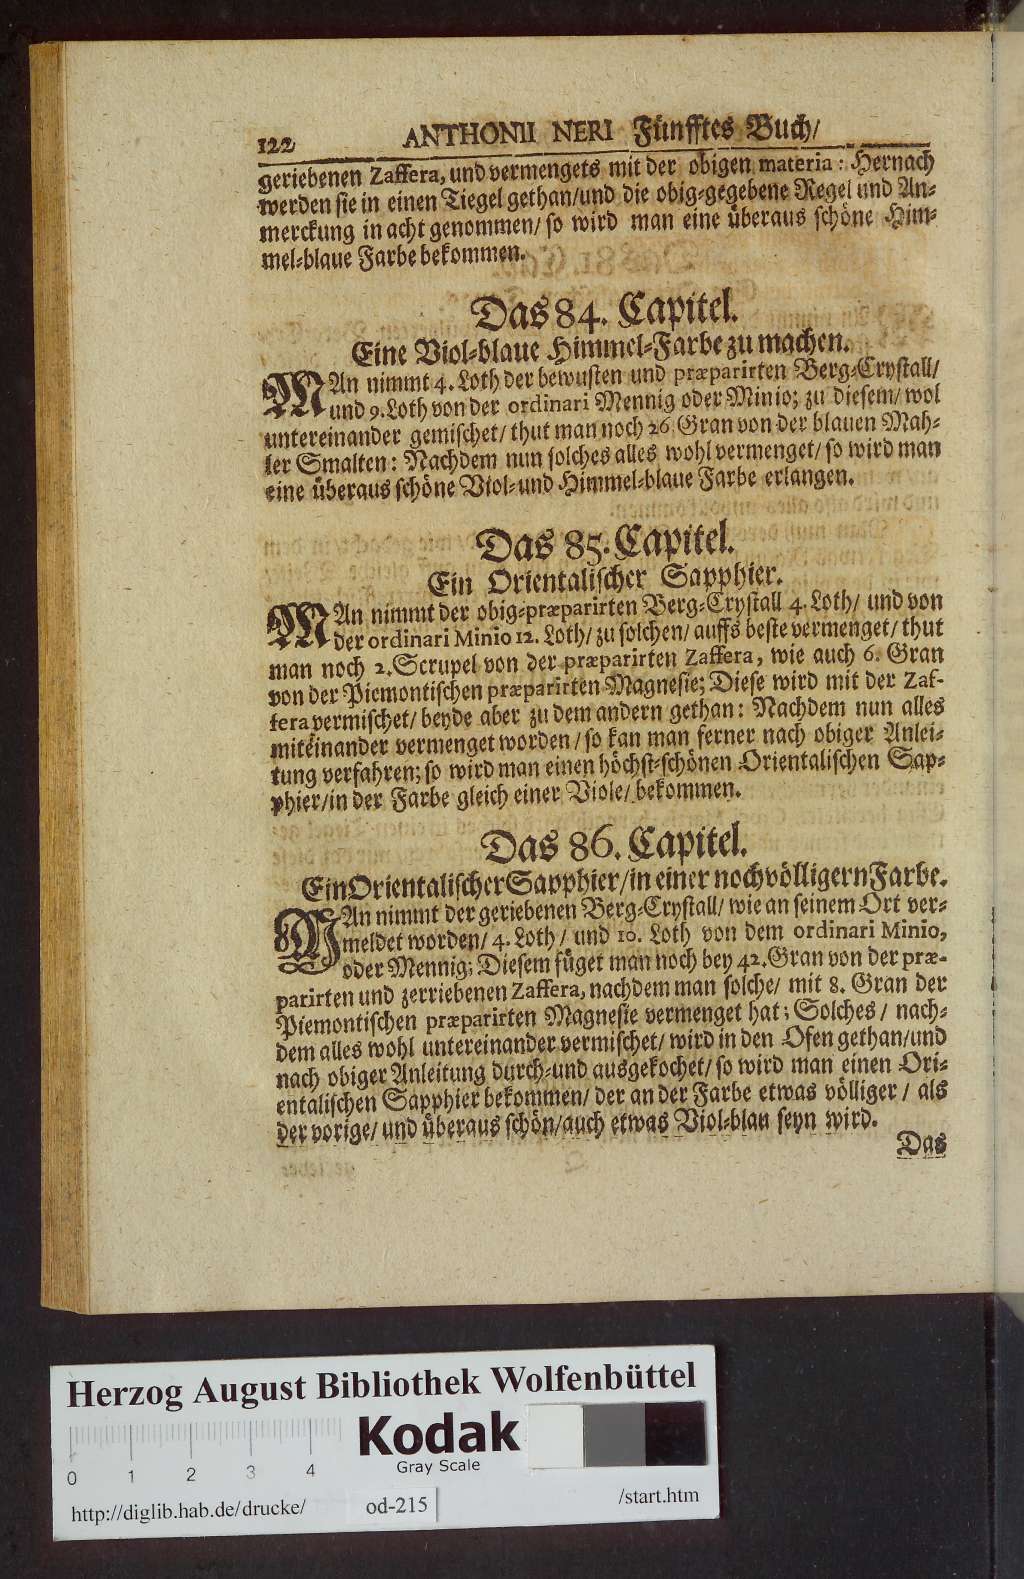 122 ANTHONII NERI Fünfftes Buch/
geriebenen Zaffera, und vermengets mit der obigen materia: Hernach
werden sie in einen Tiegel gethan/und die obig-gegebene Regel und An-
merckung in acht genommen/ so wird man eine überaus schöne Him-
mel-blaue Farbe bekommen.
Das 84. Capitel.
Eine Viol-blaue Himmel-Farbe zu machen.
MAn nimmt 4. Loth der bewusten und præparirten Berg-Crystall/
und 9. Loth von der ordinari Mennig oder Minio; zu diesem/ wol
untereinander gemischet/ thut man noch 26 Gran von der blauen Mah-
ler Smalten: Nachdem nun solches alles wohl vermenget/ so wird man
eine überaus schöne Viol-und Himmel-blaue Farbe erlangen.
Das 85. Capitel.
Ein Orientalischer Sapphier.
MAn nimmt der obig-præparirten Berg-Crystall 4. Loth/ und von
der ordinari Minio 12. Loth/ zu solchen/ auffs beste vermenget/ thut
man noch 2. Scrupel von der præparirten Zaffera, wie auch 6. Gran
von der Piemontischen præparirten Magnesie; Diese wird mit der Zaf-
fera vermischet/ beyde aber zu dem andern gethan: Nachdem nun alles
miteinander vermenget worden/ so kan man ferner nach obiger Anlei-
tung verfahren; so wird man einen höchst-schönen Orientalischen Sap-
phier/in der Farbe gleich einer Viole/ bekommen.
Das 86. Capitel.
Ein Orientalischer Sapphier/in einer noch völligern Farbe.
MAn nimmt der geriebenen Berg-Crystall/ wie an seinem Ort ver-
meldet worden/ 4. Loth/ und 10. Loth von dem ordinari Minio,
oder Mennig; Diesem füget man noch bey 42. Gran von der præ-
parirten und zerriebenen Zaffera, nachdem man solche/ mit 8. Gran der
Piemontischen præparirten Magnesie vermenget hat; Solches/ nach-
dem alles wohl untereinander vermischet/ wird in den Ofen gethan/und
nach obiger Anleitung durch-und ausgekochet/ so wird man einen Ori-
entalischen Sapphier bekommen/ der an der Farbe etwas völliger/ als
der vorige/ und überaus schön/auch etwas Viol-blau seyn wird.
Das
Herzog August Bibliothek Wolfenbüttel
Kodak
Gray Scale
0 1 2 3 4
http://diglib.hab.de/drucke/ od-215 /start.htm